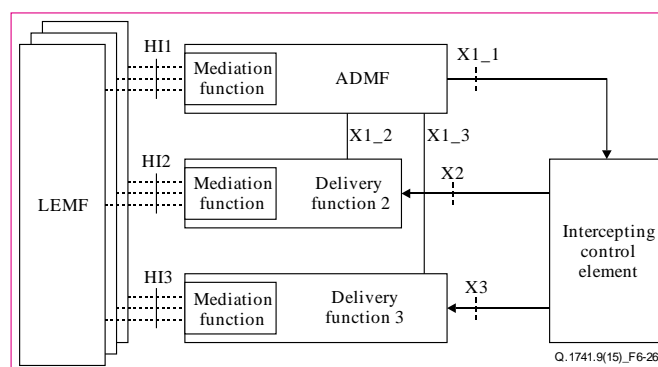 HI1
Mediation
function
ADMF
X1_1
X1_2
X1_3
LEMF
HI2
Mediation
function
Delivery
function 2
X2
Intercepting
control
element
HI3
Mediation
function
Delivery
function 3
X3
Q.1741.9(15)_F6-26